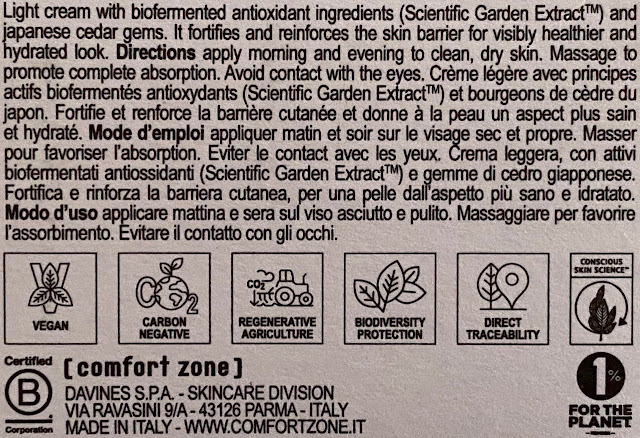 Light cream with biofermented antioxidant ingredients (Scientific Garden Extract™) and
japanese cedar gems. It fortifies and reinforces the skin barrier for visibly healthier and
hydrated look. Directions apply morning and evening to clean, dry skin. Massage to
promote complete absorption. Avoid contact with the eyes. Crème légère avec principes
actifs biofermentés antioxydants (Scientific Garden Extract™) et bourgeons de cèdre du
japon. Fortifie et renforce la barrière cutanée et donne à la peau un aspect plus sain
et hydraté. Mode d'emploi appliquer matin et soir sur le visage sec et propre. Masser
pour favoriser l'absorption. Eviter le contact avec les yeux. Crema leggera, con attivi
biofermentati antiossidanti (Scientific Garden Extract™) e gemme di cedro giapponese.
Fortifica e rinforza la barriera cutanea, per una pelle dall'aspetto più sano e idratato.
Modo d'uso applicare mattina e sera sul viso asciutto e pulito. Massaggiare per favorire
l'assorbimento. Evitare il contatto con gli occhi.
VEGAN
CO2
CARBON
NEGATIVE
CO2
REGENERATIVE
AGRICULTURE
BIODIVERSITY
PROTECTION
DIRECT
TRACEABILITY
CONSCIOUS
SKIN SCIENCE™
Certified
B
Corporation
[ comfort zone ]
DAVINES S.P.A. - SKINCARE DIVISION
VIA RAVASINI 9/A - 43126 PARMA - ITALY
MADE IN ITALY - WWW.COMFORTZONE.IT
1%
FOR THE
PLANET